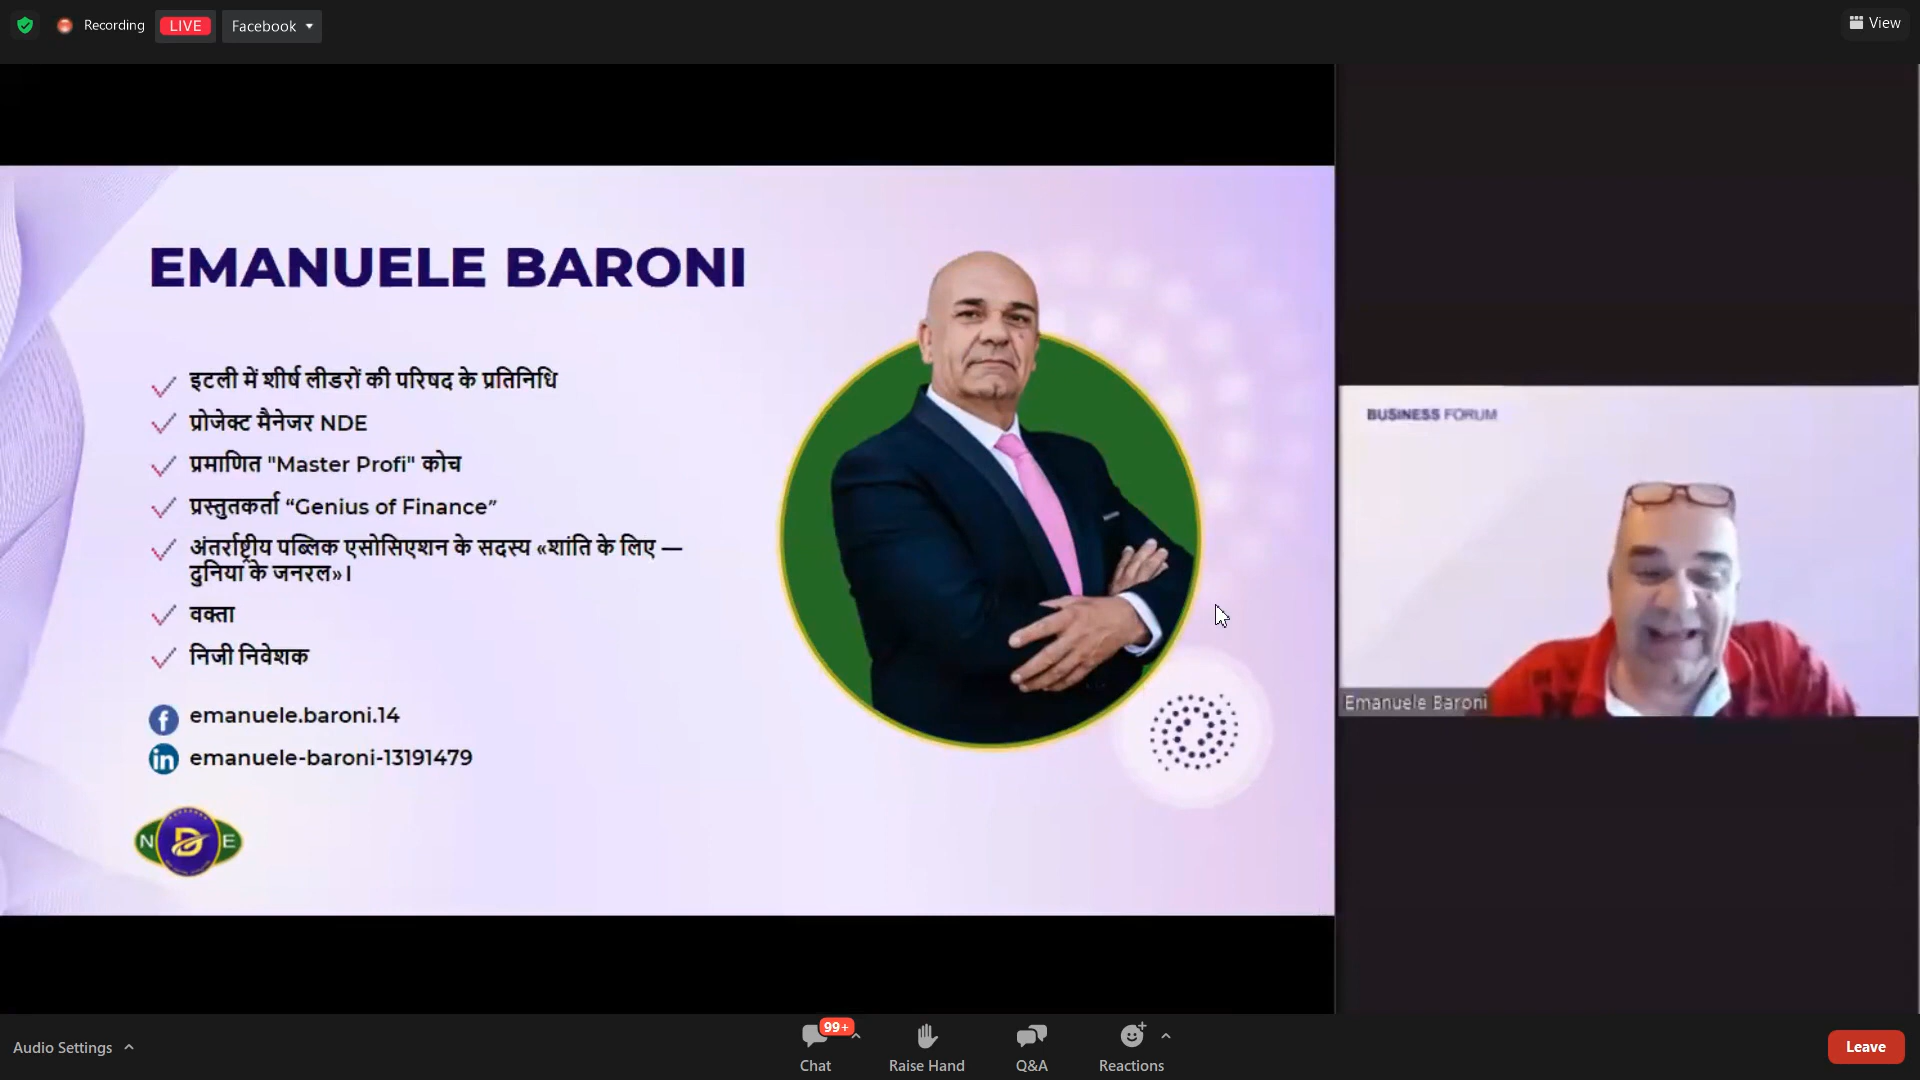 Recording LIVE Facebook
View
EMANUELE BARONI
इटली में शीर्ष लीडरों की परिषद के प्रतिनिधि
प्रोजेक्ट मैनेजर NDE
प्रमाणित "Master Profi" कोच
प्रस्तुतकर्ता “Genius of Finance”
अंतर्राष्ट्रीय पब्लिक एसोसिएशन के सदस्य «शांति के लिए —
दुनिया के जनरल»।
वक्ता
निजी निवेशक
emanuele.baroni.14
emanuele-baroni-13191479
N D E
BUSINESS FORUM
Emanuele Baroni
Audio Settings
99+
Chat
Raise Hand
Q&A
Reactions
Leave